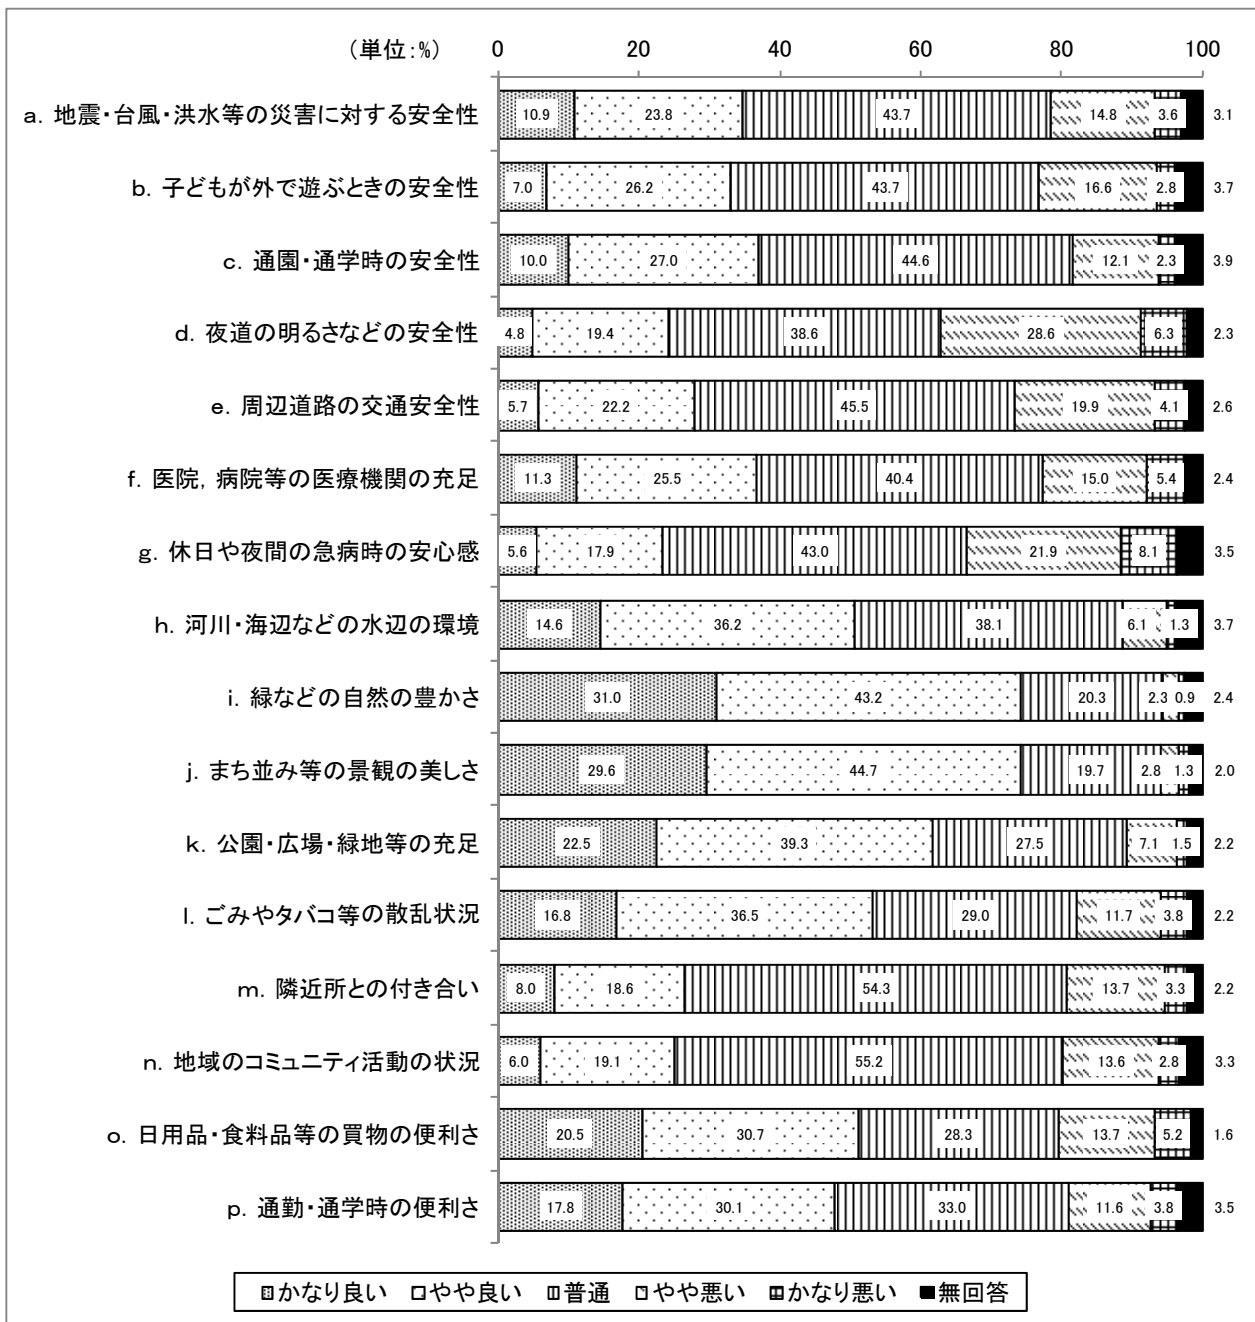 （単位：％） 0 20 40 60 80 100
a. 地震・台風・洪水等の災害に対する安全性 10.9 23.8 43.7 14.8 3.6 3.1
b. 子どもが外で遊ぶときの安全性 7.0 26.2 43.7 16.6 2.8 3.7
c. 通園・通学時の安全性 10.0 27.0 44.6 12.1 2.3 3.9
d. 夜道の明るさなどの安全性 4.8 19.4 38.6 28.6 6.3 2.3
e. 周辺道路の交通安全性 5.7 22.2 45.5 19.9 4.1 2.6
f. 医院，病院等の医療機関の充足 11.3 25.5 40.4 15.0 5.4 2.4
g. 休日や夜間の急病時の安心感 5.6 17.9 43.0 21.9 8.1 3.5
h. 河川・海辺などの水辺の環境 14.6 36.2 38.1 6.1 1.3 3.7
i. 緑などの自然の豊かさ 31.0 43.2 20.3 2.3 0.9 2.4
j. まち並み等の景観の美しさ 29.6 44.7 19.7 2.8 1.3 2.0
k. 公園・広場・緑地等の充足 22.5 39.3 27.5 7.1 1.5 2.2
l. ごみやタバコ等の散乱状況 16.8 36.5 29.0 11.7 3.8 2.2
m. 隣近所との付き合い 8.0 18.6 54.3 13.7 3.3 2.2
n. 地域のコミュニティ活動の状況 6.0 19.1 55.2 13.6 2.8 3.3
o. 日用品・食料品等の買物の便利さ 20.5 30.7 28.3 13.7 5.2 1.6
p. 通勤・通学時の便利さ 17.8 30.1 33.0 11.6 3.8 3.5
かなり良い やや良い 普通 やや悪い かなり悪い 無回答